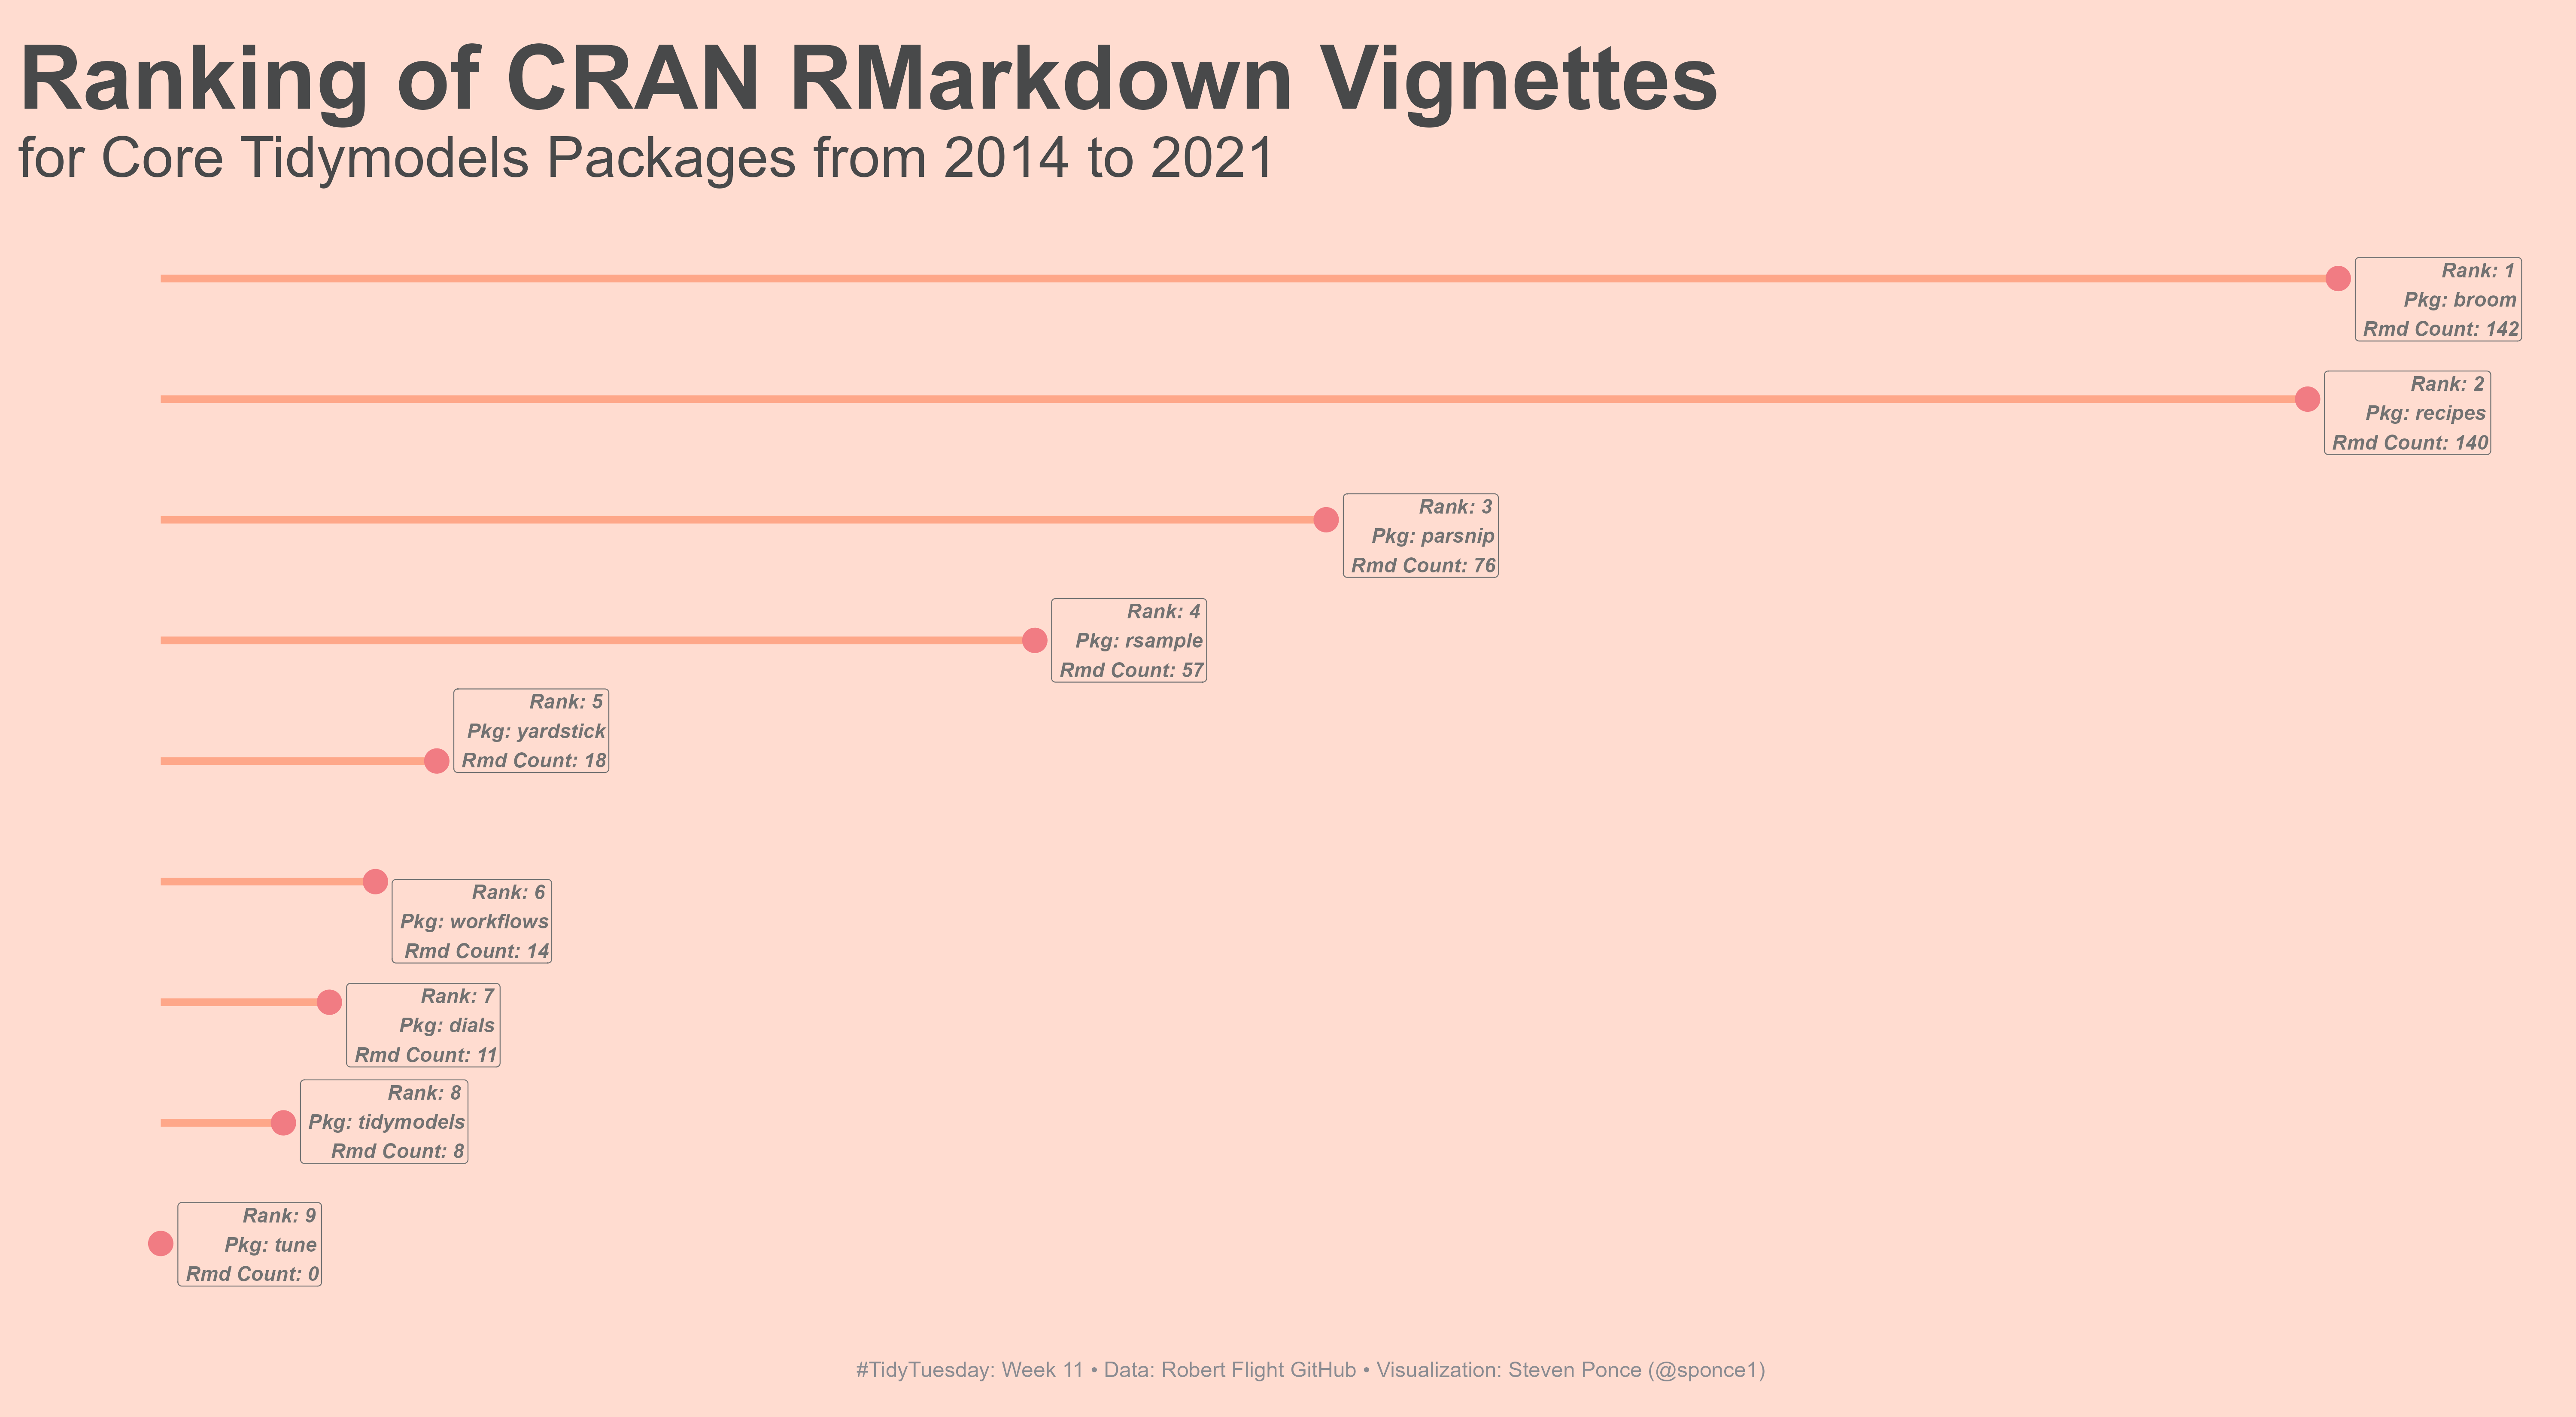 Ranking of CRAN RMarkdown Vignettes
for Core Tidymodels Packages from 2014 to 2021
Rank: 1
Pkg: broom
Rmd Count: 142
Rank: 2
Pkg: recipes
Rmd Count: 140
Rank: 3
Pkg: parsnip
Rmd Count: 76
Rank: 4
Pkg: rsample
Rmd Count: 57
Rank: 5
Pkg: yardstick
Rmd Count: 18
Rank: 6
Pkg: workflows
Rmd Count: 14
Rank: 7
Pkg: dials
Rmd Count: 11
Rank: 8
Pkg: tidymodels
Rmd Count: 8
Rank: 9
Pkg: tune
Rmd Count: 0
#TidyTuesday: Week 11 • Data: Robert Flight GitHub • Visualization: Steven Ponce (@sponce1)